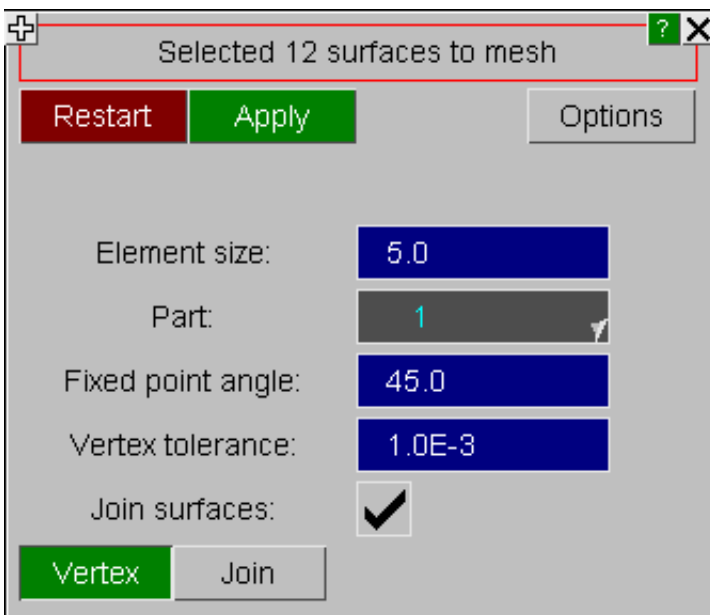 ?
Selected 12 surfaces to mesh
Restart Apply Options
Element size: 5.0
Part: 1
Fixed point angle: 45.0
Vertex tolerance: 1.0E-3
Join surfaces:
Vertex Join